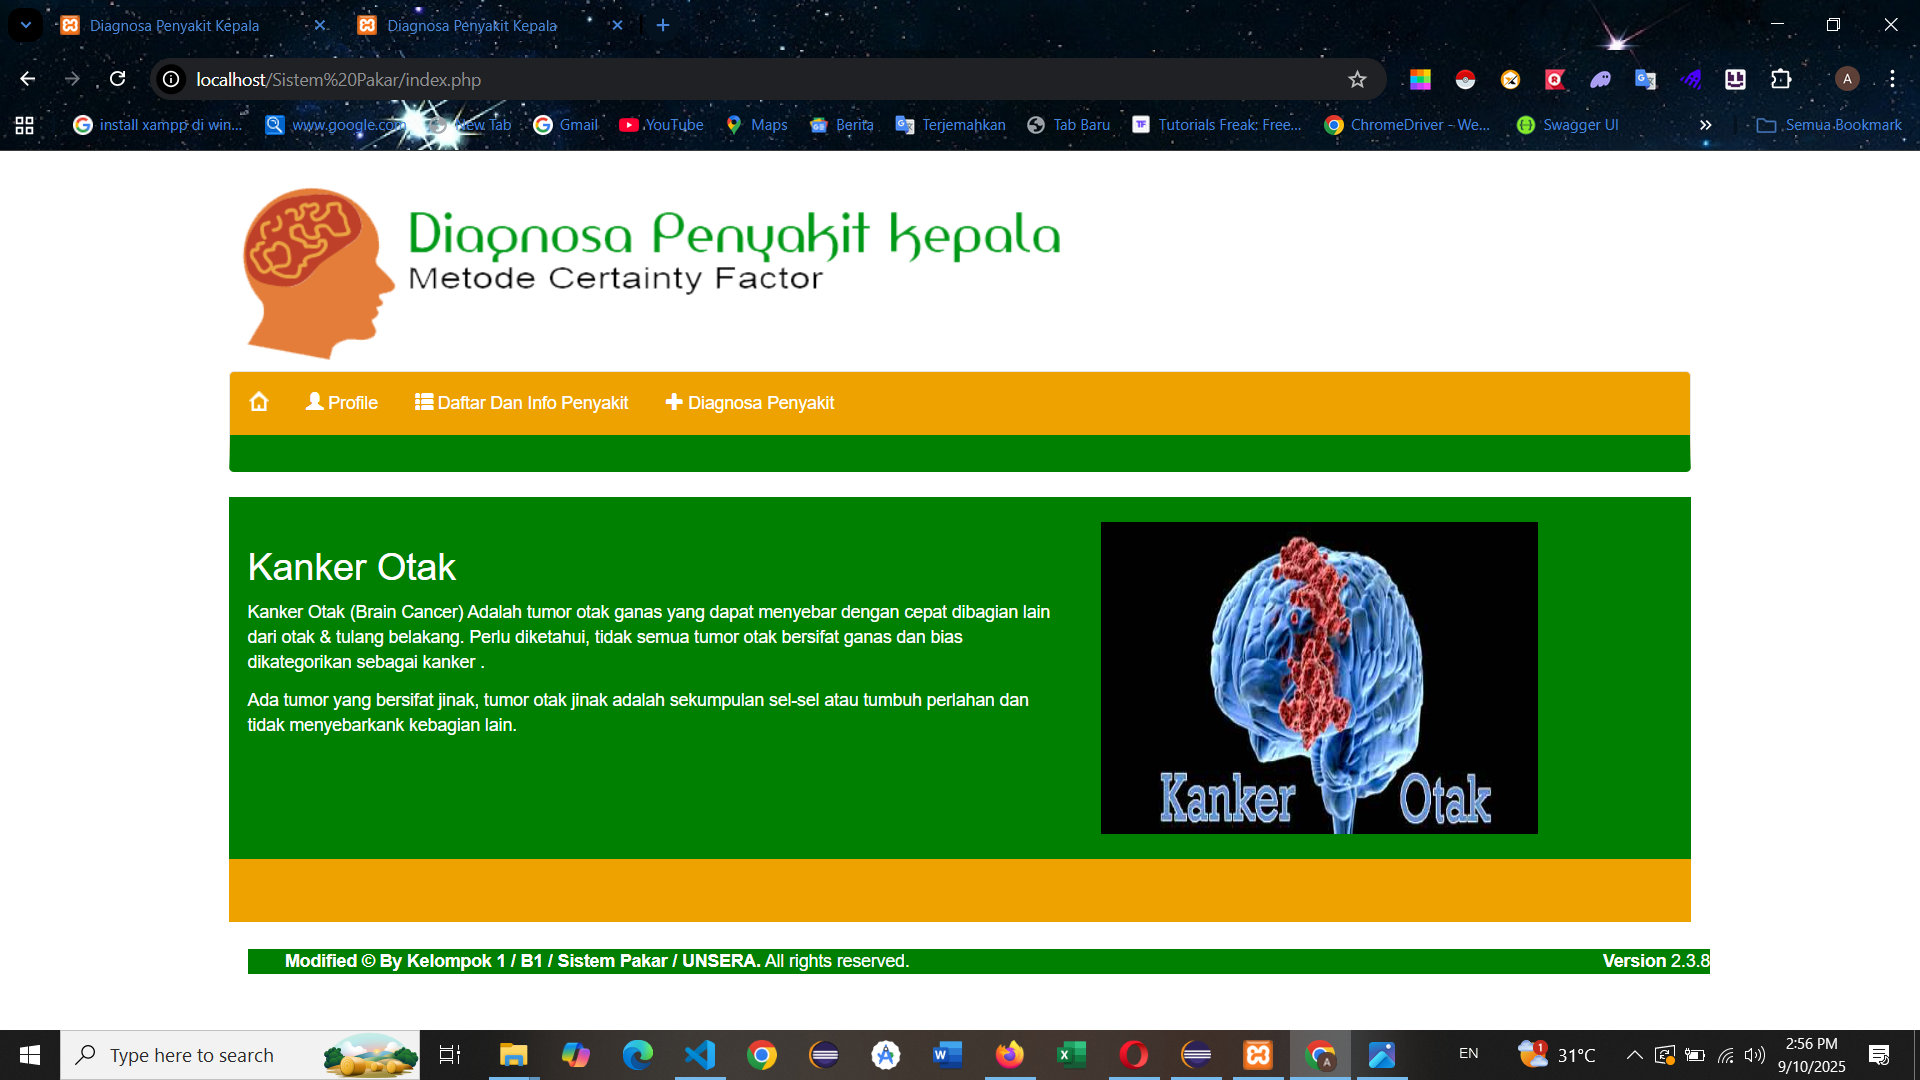 Diagnosa Penyakit Kepala
Diagnosa Penyakit Kepala
localhost/Sistem%20Pakar/index.php
A
install xampp di win...
www.google.com
New Tab
Gmail
YouTube
Maps
Berita
Terjemahkan
Tab Baru
TF
Tutorials Freak: Free...
ChromeDriver - We...
Swagger UI
Semua Bookmark
Diagnosa Penyakit Kepala
Metode Certainty Factor
Profile
Daftar Dan Info Penyakit
Diagnosa Penyakit
Kanker Otak
Kanker Otak (Brain Cancer) Adalah tumor otak ganas yang dapat menyebar dengan cepat dibagian lain
dari otak & tulang belakang. Perlu diketahui, tidak semua tumor otak bersifat ganas dan bias
dikategorikan sebagai kanker .
Ada tumor yang bersifat jinak, tumor otak jinak adalah sekumpulan sel-sel atau tumbuh perlahan dan
tidak menyebarkank kebagian lain.
Kanker Otak
Modified © By Kelompok 1 / B1 / Sistem Pakar / UNSERA. All rights reserved.
Version 2.3.8
Type here to search
A
EN
1
31°C
2:56 PM
9/10/2025